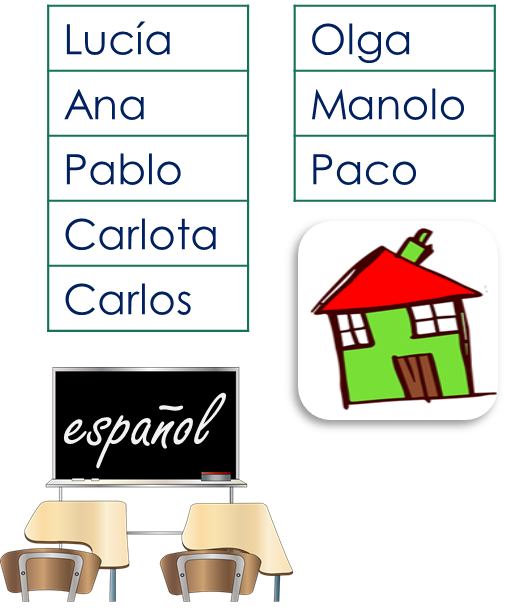 Lucía
Ana
Pablo
Carlota
Carlos
Olga
Manolo
Paco
español